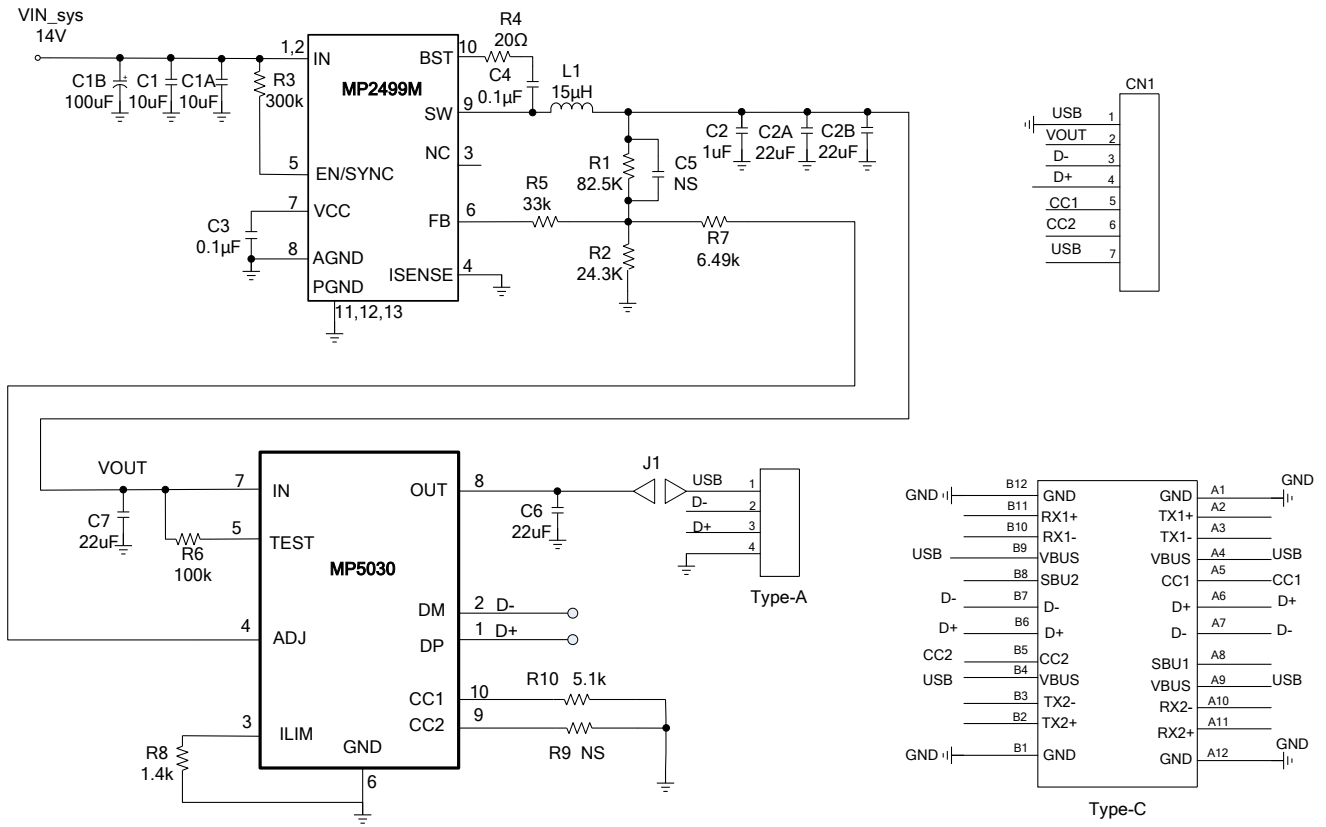 VIN_sys
14V
C1B
100uF
C1
10uF
C1A
10uF
R3
300k
1,2
IN
MP2499M
BST
10
R4
20Ω
C4
0.1µF
L1
15µH
SW
9
NC
3
5
EN/SYNC
7
VCC
C3
0.1µF
8
AGND
PGND
11,12,13
FB
6
ISENSE
4
R5
33k
R1
82.5K
C5
NS
R2
24.3K
R7
6.49k
C2
1uF
C2A
22uF
C2B
22uF
CN1
USB
1
VOUT
2
D-
3
D+
4
CC1
5
CC2
6
USB
7
VOUT
C7
22uF
R6
100k
7
IN
5
TEST
MP5030
OUT
8
C6
22uF
J1
USB
1
D-
2
D+
3
4
Type-A
DM
2
D-
DP
1
D+
4
ADJ
CC1
10
R10 5.1k
CC2
9
R9 NS
3
ILIM
R8
1.4k
GND
6
GND
B12
GND
B11
RX1+
B10
RX1-
USB
B9
VBUS
B8
SBU2
D-
B7
D-
D+
B6
D+
CC2
B5
CC2
USB
B4
VBUS
B3
TX2-
B2
TX2+
GND
B1
GND
GND
A1
GND
TX1+
A2
TX1-
A3
VBUS
A4
USB
CC1
A5
CC1
D+
A6
D+
D-
A7
D-
SBU1
A8
VBUS
A9
USB
RX2-
A10
RX2+
A11
GND
A12
GND
Type-C